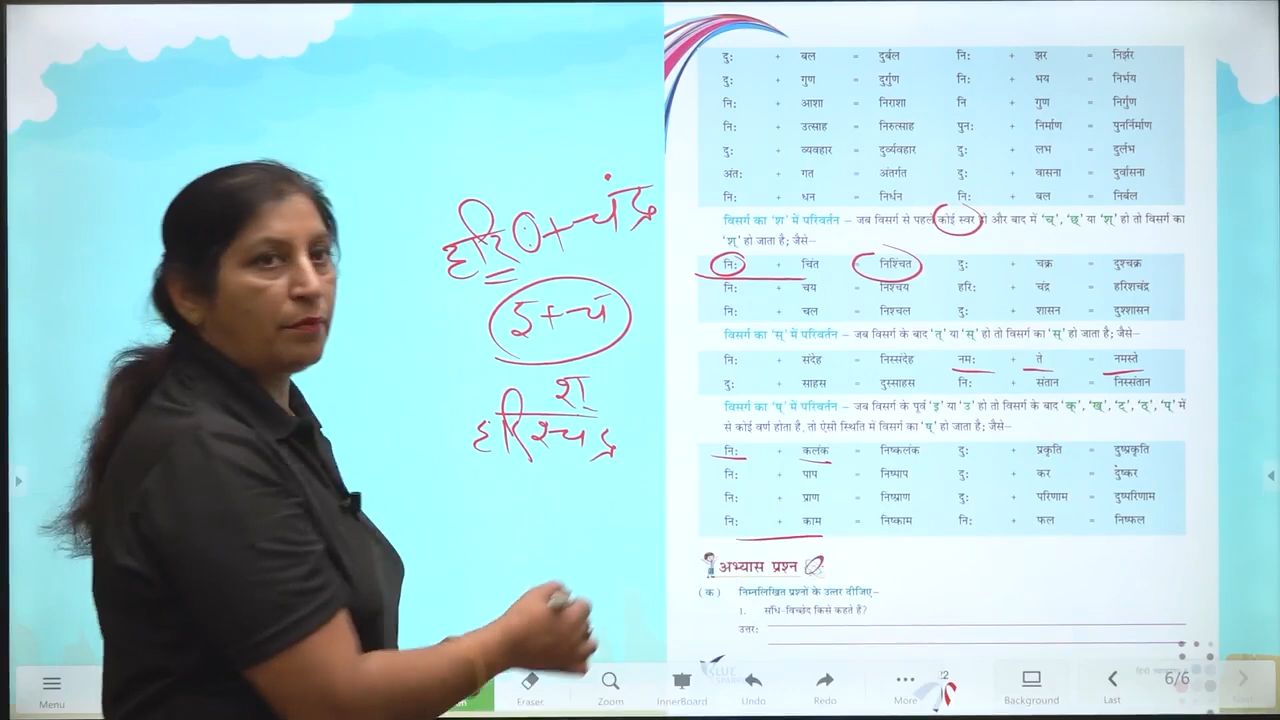 दुः + बल = दुर्बल निः + झर = निर्झर
दुः + गुण = दुर्गुण निः + भय = निर्भय
निः + आशा = निराशा नि + गुण = निर्गुण
निः + उत्साह = निरुत्साह पुनः + निर्माण = पुनर्निर्माण
दुः + व्यवहार = दुर्व्यवहार दुः + लभ = दुर्लभ
अंतः + गत = अंतर्गत दुः + वासना = दुर्वासना
निः + धन = निर्धन निः + बल = निर्बल
विसर्ग का 'श' में परिवर्तन – जब विसर्ग से पहले कोई स्वर हो और बाद में 'च्', 'छ्' या 'श्' हो तो विसर्ग का
'श्' हो जाता है; जैसे–
निः + चिंत = निश्चिंत दुः + चक्र = दुश्चक्र
निः + चय = निश्चय हरिः + चंद्र = हरिशचंद्र
निः + चल = निश्चल दुः + शासन = दुश्शासन
विसर्ग का 'स्' में परिवर्तन – जब विसर्ग के बाद 'त्' या 'स्' हो तो विसर्ग का 'स्' हो जाता है; जैसे–
निः + संदेह = निस्संदेह नमः + ते = नमस्ते
दुः + साहस = दुस्साहस निः + संतान = निस्संतान
विसर्ग का 'ष्' में परिवर्तन – जब विसर्ग के पूर्व 'इ' या 'उ' हो तो विसर्ग के बाद 'क्', 'ख्', 'ट्', 'ठ्', 'प्' में
से कोई वर्ण होता है, तो ऐसी स्थिति में विसर्ग का 'ष्' हो जाता है; जैसे–
निः + कलंक = निष्कलंक दुः + प्रकृति = दुष्प्रकृति
निः + पाप = निष्पाप दुः + कर = दुष्कर
निः + प्राण = निष्प्राण दुः + परिणाम = दुष्परिणाम
निः + काम = निष्काम निः + फल = निष्फल
अभ्यास प्रश्न
(क) निम्नलिखित प्रश्नों के उत्तर दीजिए–
1. संधि-विच्छेद किसे कहते हैं?
उत्तर:
हरिः + चंद्र
इ + च
श
हरिश्चद्र
Menu Eraser Zoom InnerBoard Undo Redo More Background Last 6/6 Next